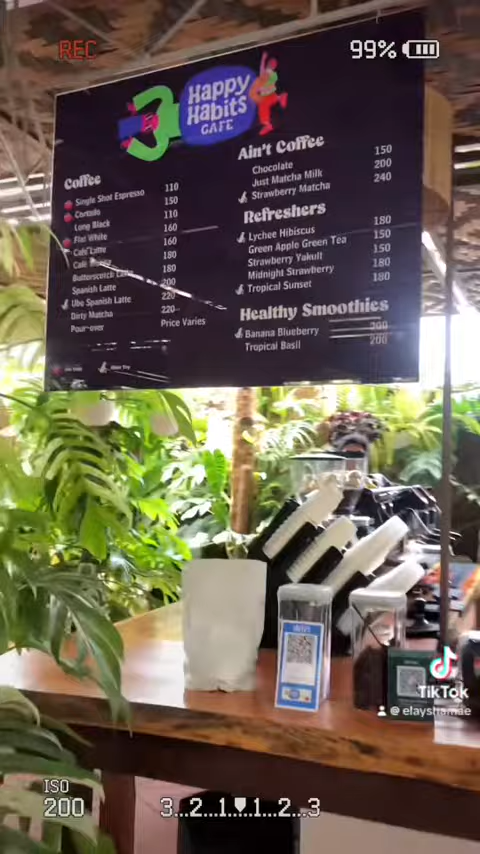 REC
99%
Happy
Habits
CAFE
Coffee
Single Shot Espresso 110
Cortado 150
Long Black 110
Flat White 160
Café Latte 160
180
Butterscotch Latte 180
Spanish Latte 200
Ube Spanish Latte 220
Dirty Matcha 220
Pour-over Price Varies
Ain't Coffee
Chocolate 150
Just Matcha Milk 200
Strawberry Matcha 240
Refreshers
Lychee Hibiscus 180
Green Apple Green Tea 150
Strawberry Yakult 150
Midnight Strawberry 180
Tropical Sunset 180
Healthy Smoothies
Banana Blueberry 200
Tropical Basil 200
TikTok
@elayshamae
ISO
200
3...2...1...1...2...3